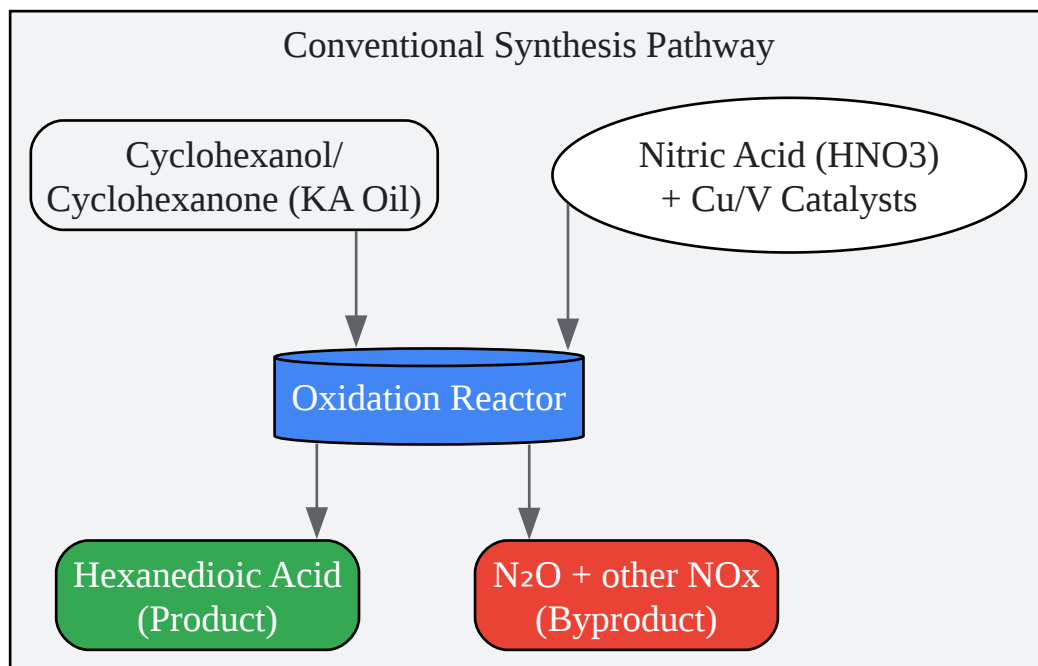 Conventional Synthesis Pathway
Cyclohexanol/
Cyclohexanone (KA Oil)
Nitric Acid (HNO3)
+ Cu/V Catalysts
Oxidation Reactor
Hexanedioic Acid
(Product)
N₂O + other NOx
(Byproduct)